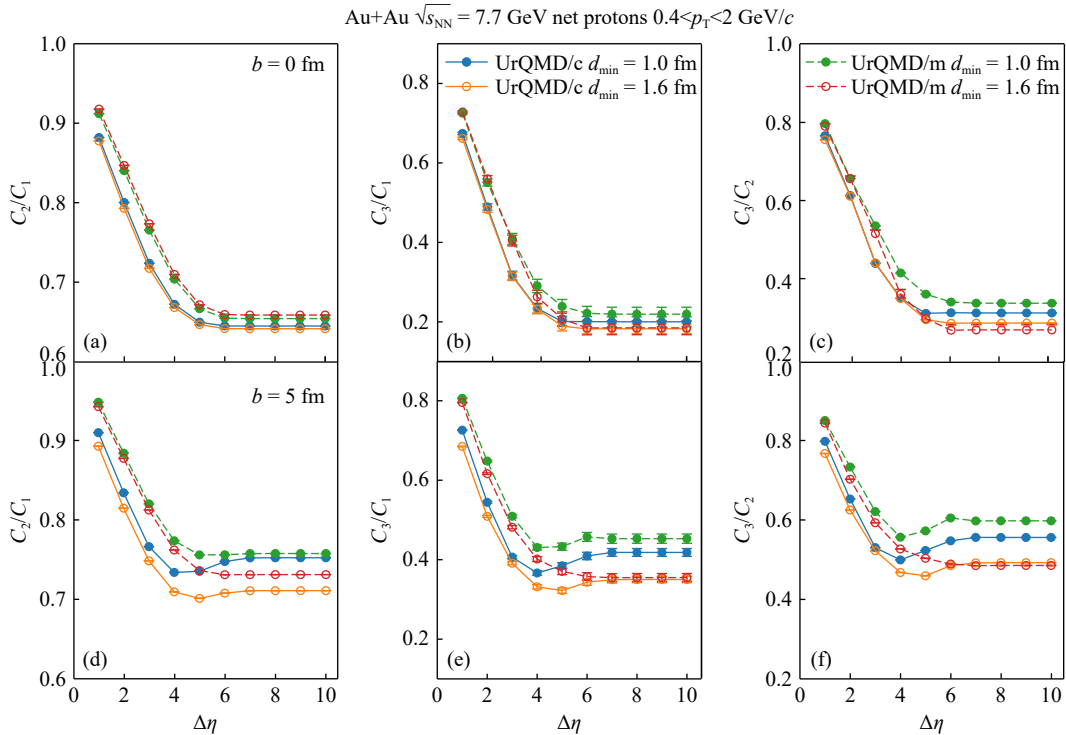 Au+Au √sNN = 7.7 GeV net protons 0.4<pT<2 GeV/c
1.0
0.9
0.8
0.7
0.6
C2/C1
b = 0 fm
(a)
0.8
0.6
0.4
0.2
C3/C1
UrQMD/c dmin = 1.0 fm
UrQMD/c dmin = 1.6 fm
(b)
1.0
0.8
0.6
0.4
0.2
C3/C2
UrQMD/m dmin = 1.0 fm
UrQMD/m dmin = 1.6 fm
(c)
1.0
0.9
0.8
0.7
0.6
C2/C1
b = 5 fm
(d)
0 2 4 6 8 10
Δη
0.8
0.6
0.4
0.2
C3/C1
(e)
0 2 4 6 8 10
Δη
1.0
0.8
0.6
0.4
0.2
C3/C2
(f)
0 2 4 6 8 10
Δη